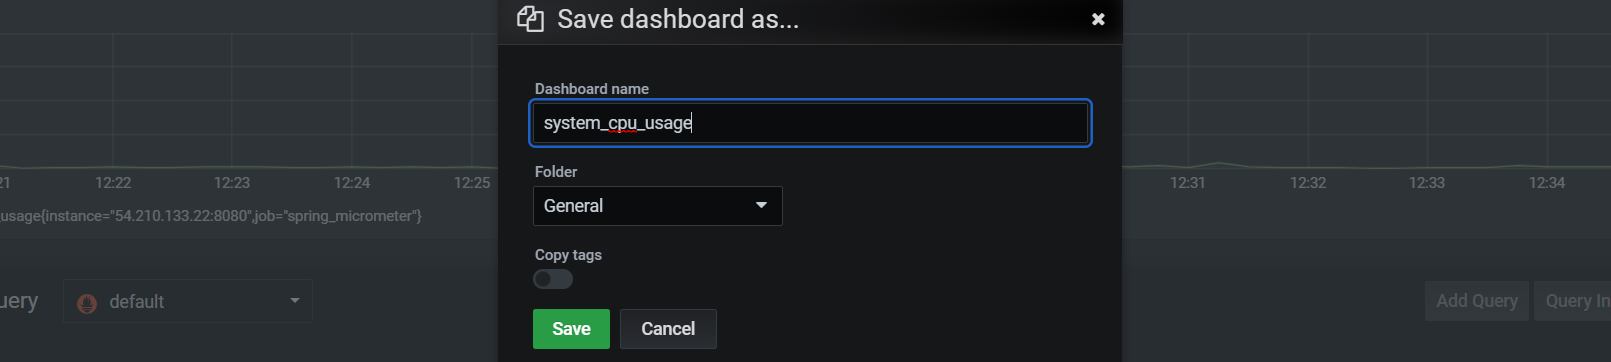 Save dashboard as...
Dashboard name
system_cpu_usage
Folder
General
Copy tags
Save Cancel
21 12:22 12:23 12:24 12:25 12:31 12:32 12:33 12:34
_usage{instance="54.210.133.22:8080",job="spring_micrometer"}
uery default Add Query Query In